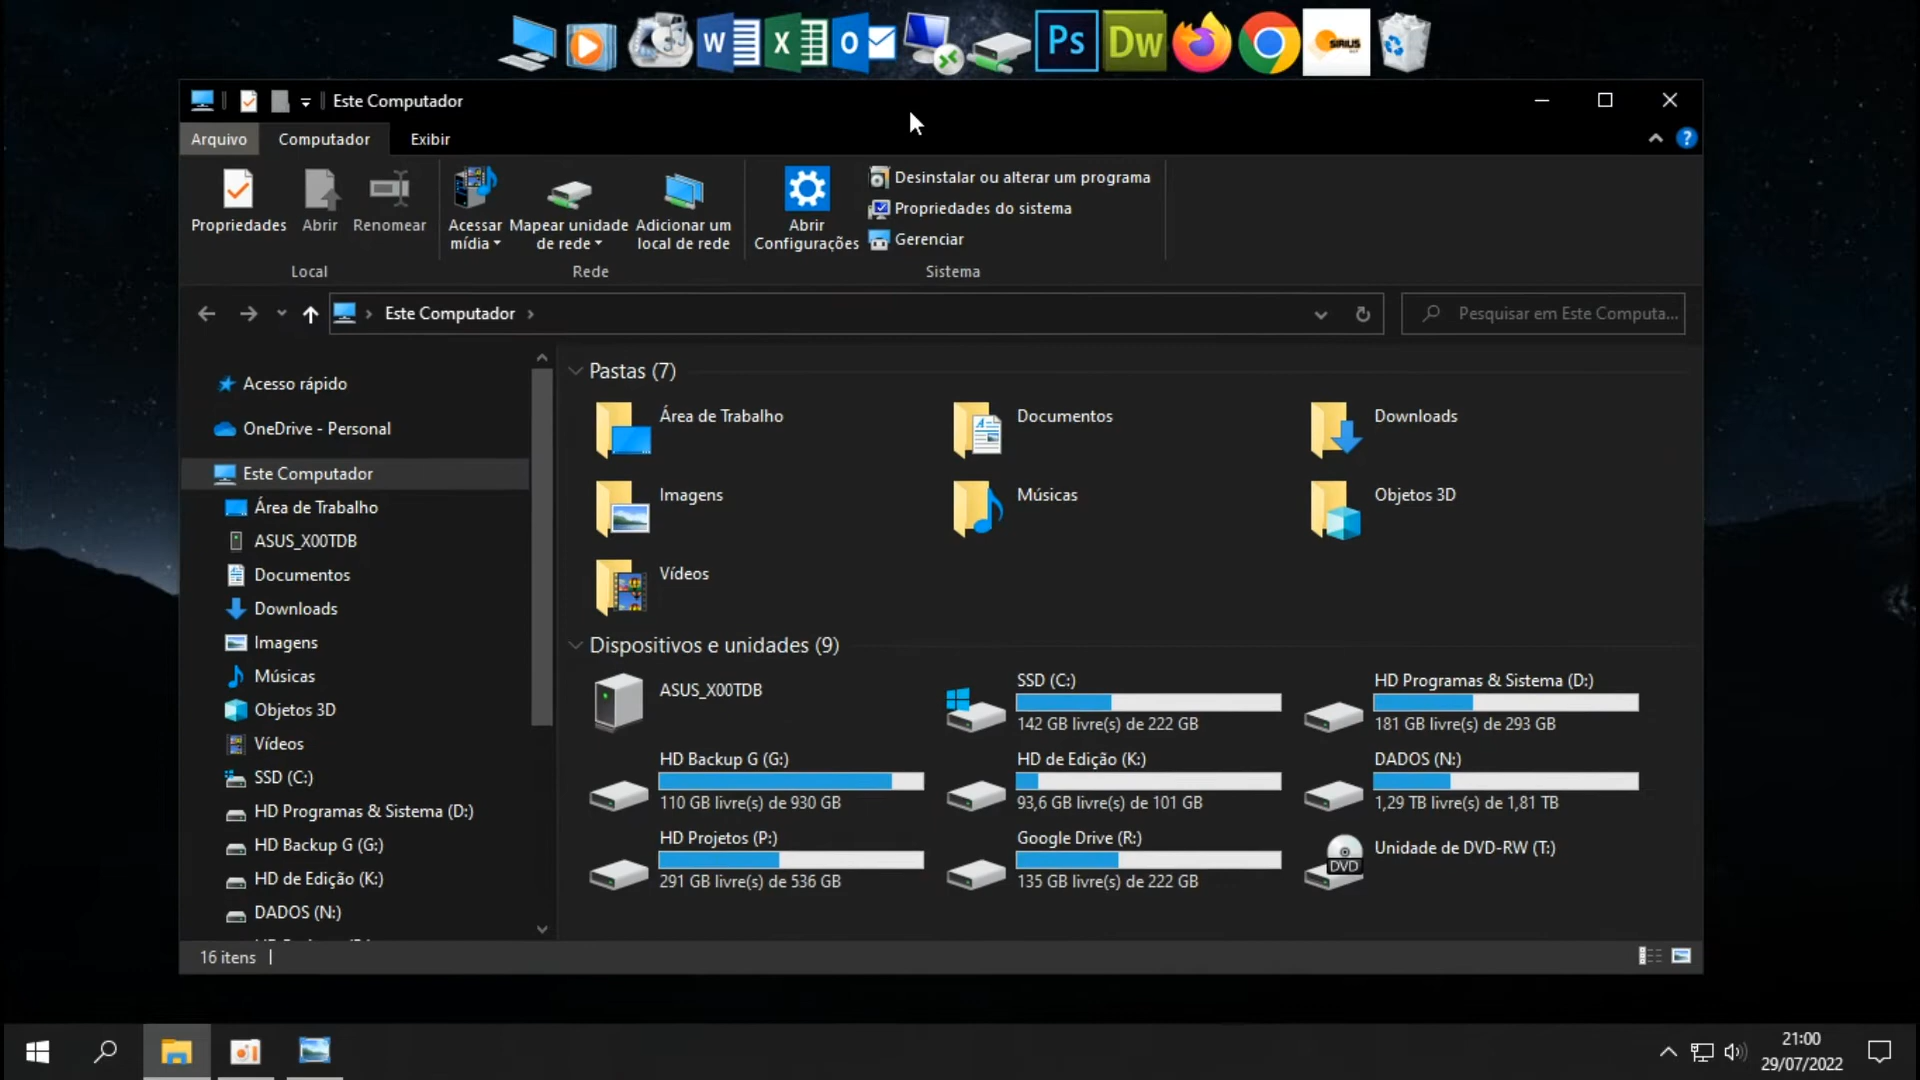 W X O Ps Dw SIRIUS
Este Computador
Arquivo Computador Exibir
Propriedades Abrir Renomear
Acessar mídia
Mapear unidade de rede
Adicionar um local de rede
Abrir Configurações
Desinstalar ou alterar um programa
Propriedades do sistema
Gerenciar
Local Rede Sistema
Este Computador
Pesquisar em Este Computa...
Acesso rápido
OneDrive - Personal
Este Computador
Área de Trabalho
ASUS_X00TDB
Documentos
Downloads
Imagens
Músicas
Objetos 3D
Vídeos
SSD (C:)
HD Programas & Sistema (D:)
HD Backup G (G:)
HD de Edição (K:)
DADOS (N:)
Pastas (7)
Área de Trabalho
Documentos
Downloads
Imagens
Músicas
Objetos 3D
Vídeos
Dispositivos e unidades (9)
ASUS_X00TDB
SSD (C:)
142 GB livre(s) de 222 GB
HD Programas & Sistema (D:)
181 GB livre(s) de 293 GB
HD Backup G (G:)
110 GB livre(s) de 930 GB
HD de Edição (K:)
93,6 GB livre(s) de 101 GB
DADOS (N:)
1,29 TB livre(s) de 1,81 TB
HD Projetos (P:)
291 GB livre(s) de 536 GB
Google Drive (R:)
135 GB livre(s) de 222 GB
DVD
Unidade de DVD-RW (T:)
16 itens
21:00
29/07/2022